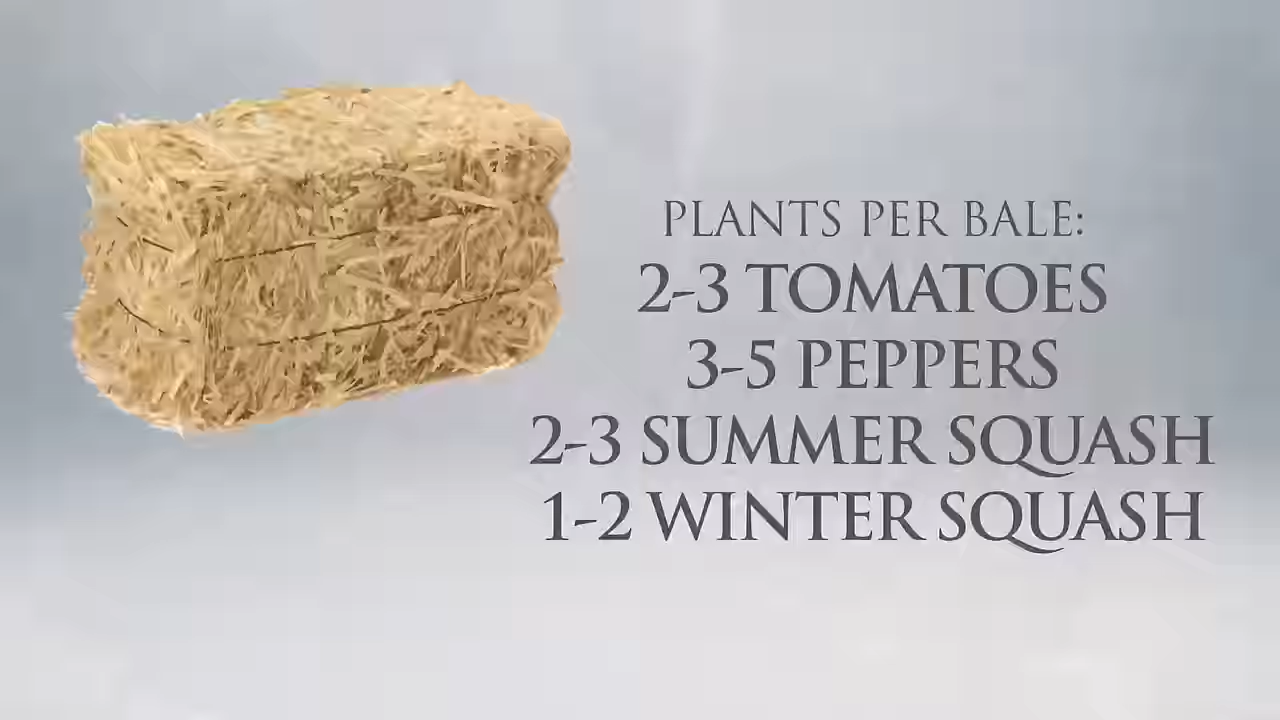 PLANTS PER BALE:
2-3 TOMATOES
3-5 PEPPERS
2-3 SUMMER SQUASH
1-2 WINTER SQUASH